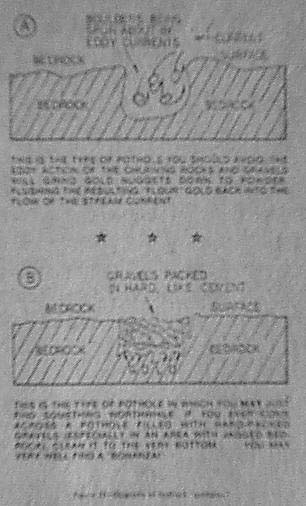 A
BOULDERS BEING
SPUN ABOUT BY
EDDY CURRENTS
CURRENT
BEDROCK
SURFACE
BEDROCK
BEDROCK
THIS IS THE TYPE OF POTHOLE YOU SHOULD AVOID. THE
EDDY ACTION OF THE CHURNING ROCKS AND GRAVELS
WILL GRIND GOLD NUGGETS DOWN TO POWDER,
FLUSHING THE RESULTING "FLOUR" GOLD BACK INTO THE
FLOW OF THE STREAM CURRENT.
B
GRAVELS PACKED
IN HARD, LIKE CEMENT
BEDROCK
SURFACE
BEDROCK
BEDROCK
THIS IS THE TYPE OF POTHOLE IN WHICH YOU MAY JUST
FIND SOMETHING WORTHWHILE. IF YOU EVER COME
ACROSS A POTHOLE FILLED WITH HARD-PACKED
GRAVELS (ESPECIALLY IN AN AREA WITH JAGGED BED-
ROCK) CLEAN IT TO THE VERY BOTTOM YOU MAY
VERY WELL FIND A "BONANZA!"
Figure